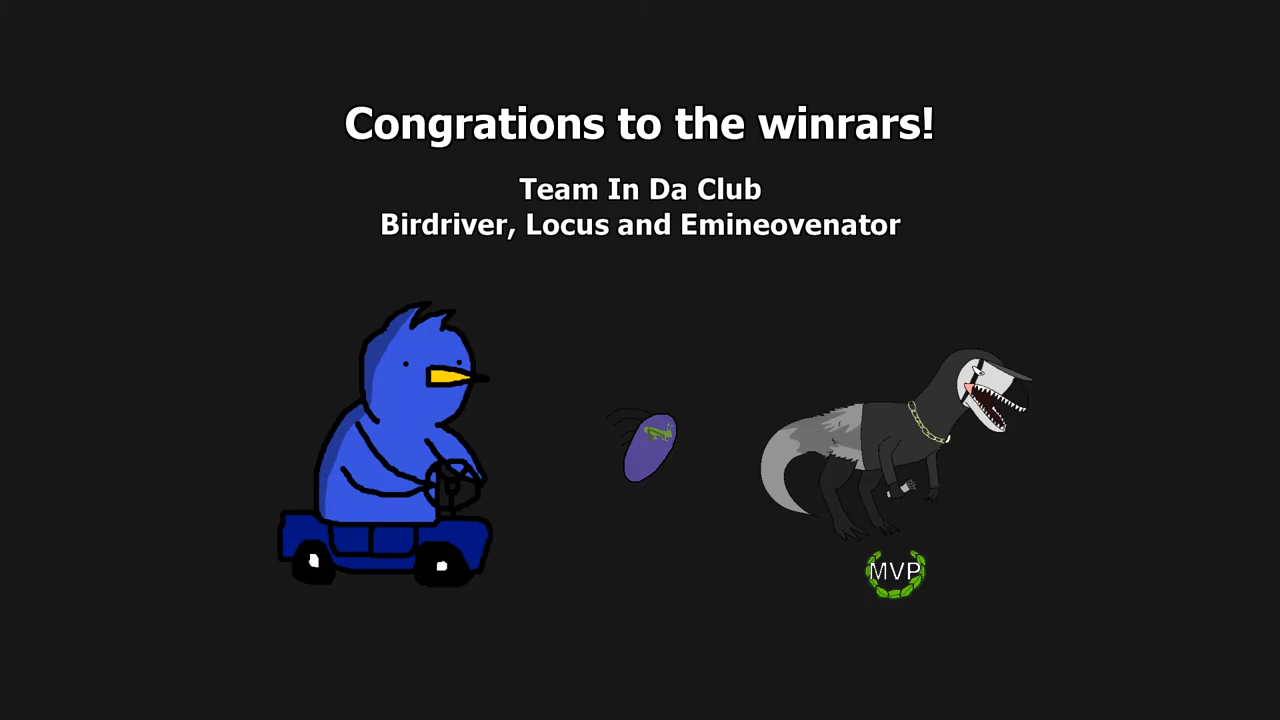 Congrations to the winrars!
Team In Da Club
Birdriver, Locus and Emineovenator
MVP